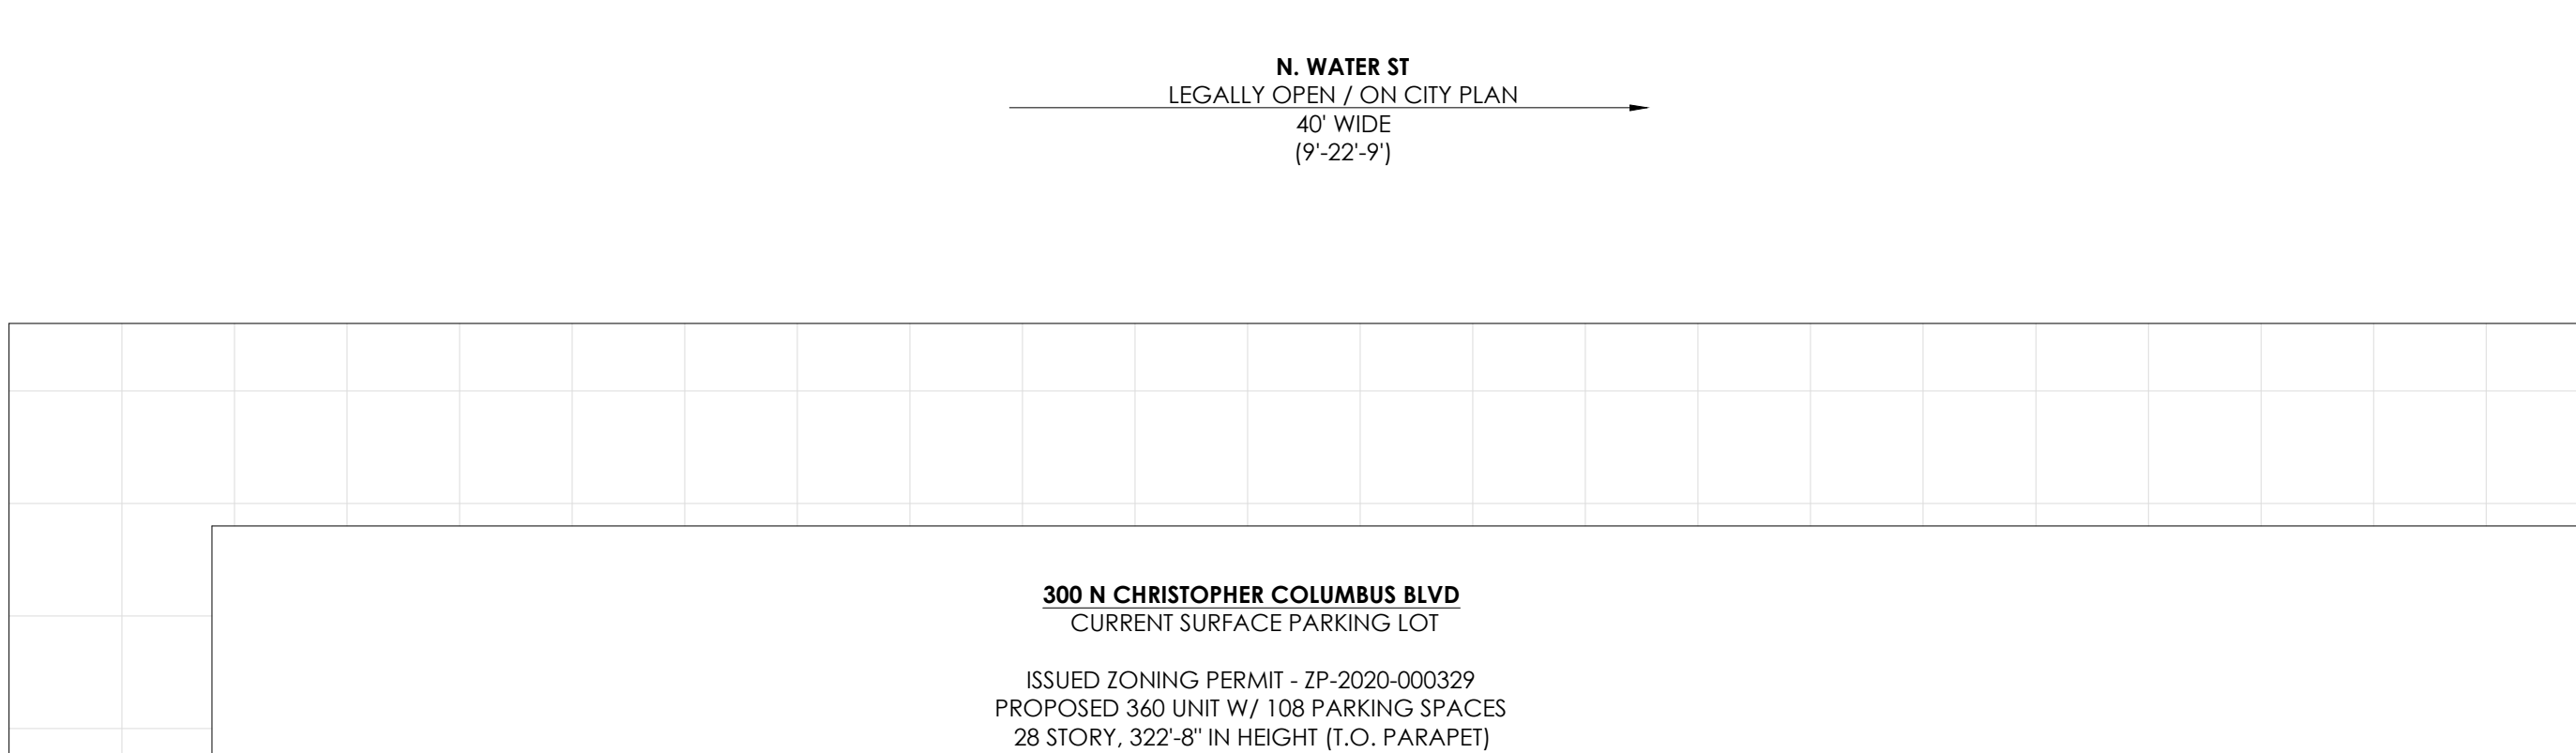 N. WATER ST
LEGALLY OPEN / ON CITY PLAN
40' WIDE
(9'-22'-9')
300 N CHRISTOPHER COLUMBUS BLVD
CURRENT SURFACE PARKING LOT
ISSUED ZONING PERMIT - ZP-2020-000329
PROPOSED 360 UNIT W/ 108 PARKING SPACES
28 STORY, 322'-8" IN HEIGHT (T.O. PARAPET)